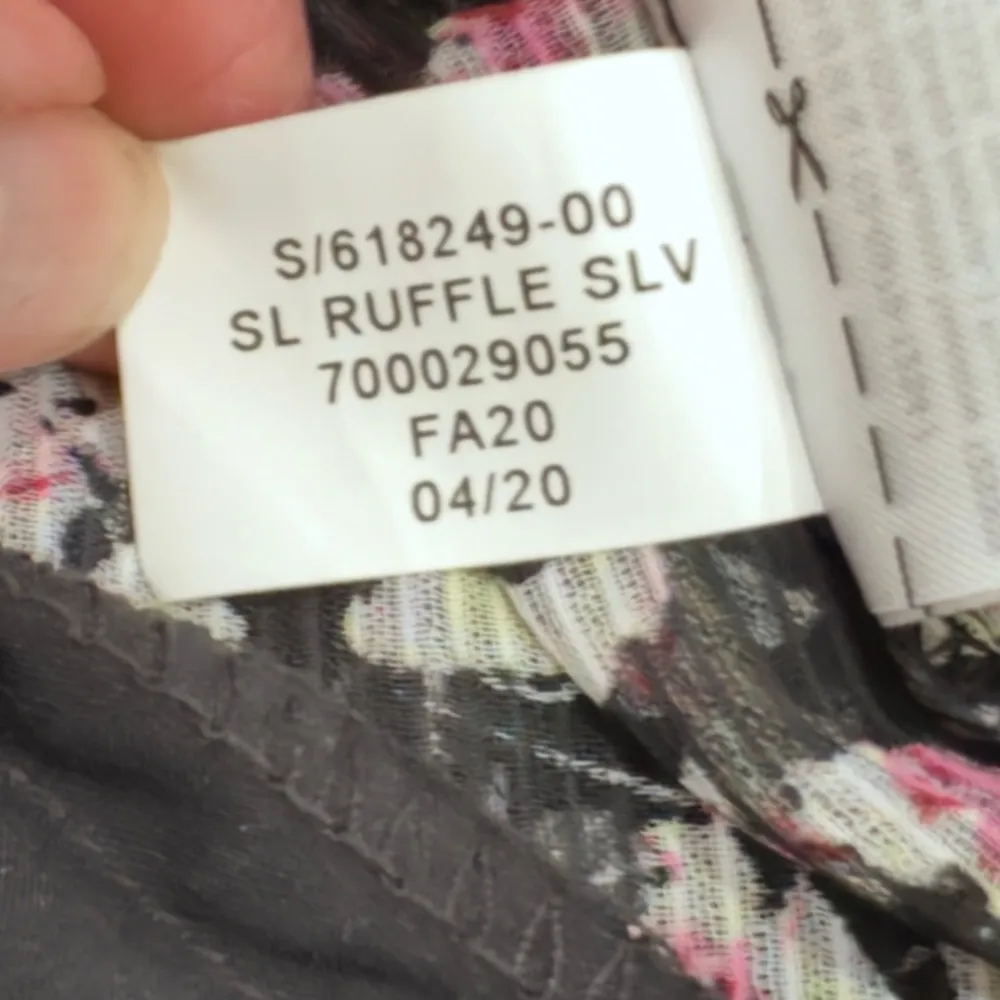 S/618249-00
SL RUFFLE SLV
700029055
FA20
04/20